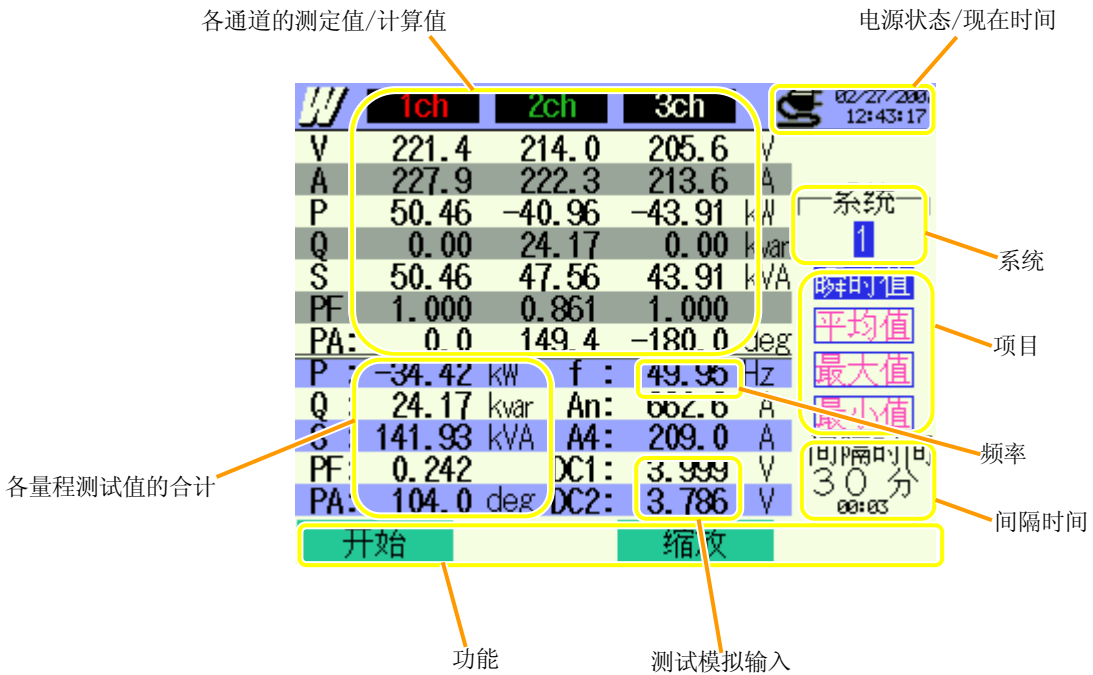 各通道的测定值/计算值
电源状态/现在时间
W 1ch 2ch 3ch 02/27/200
12:43:17
V 221.4 214.0 205.6 V
A 227.9 222.3 213.6 A
P 50.46 -40.96 -43.91 kW
Q 0.00 24.17 0.00 kvar
S 50.46 47.56 43.91 kVA
PF 1.000 0.861 1.000
PA: 0.0 149.4 -180.0 deg
P : -34.42 kW f : 49.95 Hz
Q : 24.17 kvar An: 662.6 A
S : 141.93 kVA A4: 209.0 A
PF: 0.242 DC1: 3.999 V
PA: 104.0 deg DC2: 3.786 V
系统
1
瞬时值
平均值
最大值
最小值
间隔时间
30 分
00:03
开始 缩放
系统
项目
频率
间隔时间
各量程测试值的合计
功能
测试模拟输入